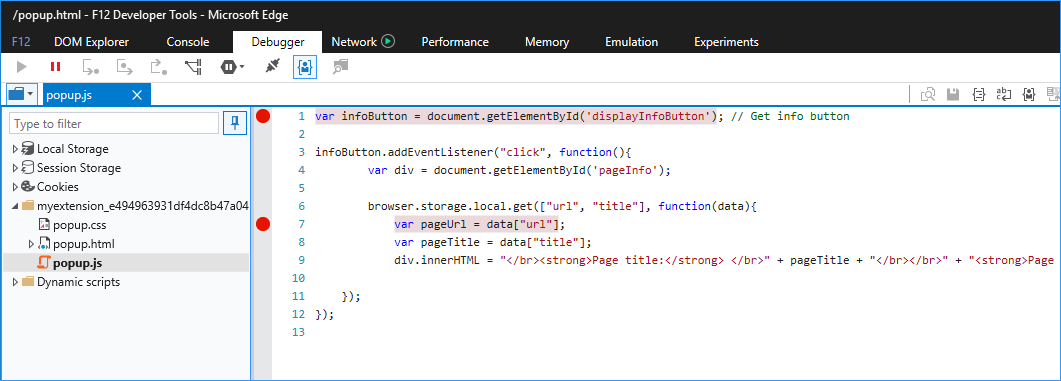 /popup.html - F12 Developer Tools - Microsoft Edge
F12 DOM Explorer Console Debugger Network Performance Memory Emulation Experiments
popup.js
Type to filter
Local Storage
Session Storage
Cookies
myextension_e494963931df4dc8b47a04
popup.css
popup.html
popup.js
Dynamic scripts
1 var infoButton = document.getElementById('displayInfoButton'); // Get info button
2
3 infoButton.addEventListener("click", function(){
4 var div = document.getElementById('pageInfo');
5
6 browser.storage.local.get(["url", "title"], function(data){
7 var pageUrl = data["url"];
8 var pageTitle = data["title"];
9 div.innerHTML = "</br><strong>Page title:</strong> </br>" + pageTitle + "</br></br>" + "<strong>Page
10
11 });
12 });
13